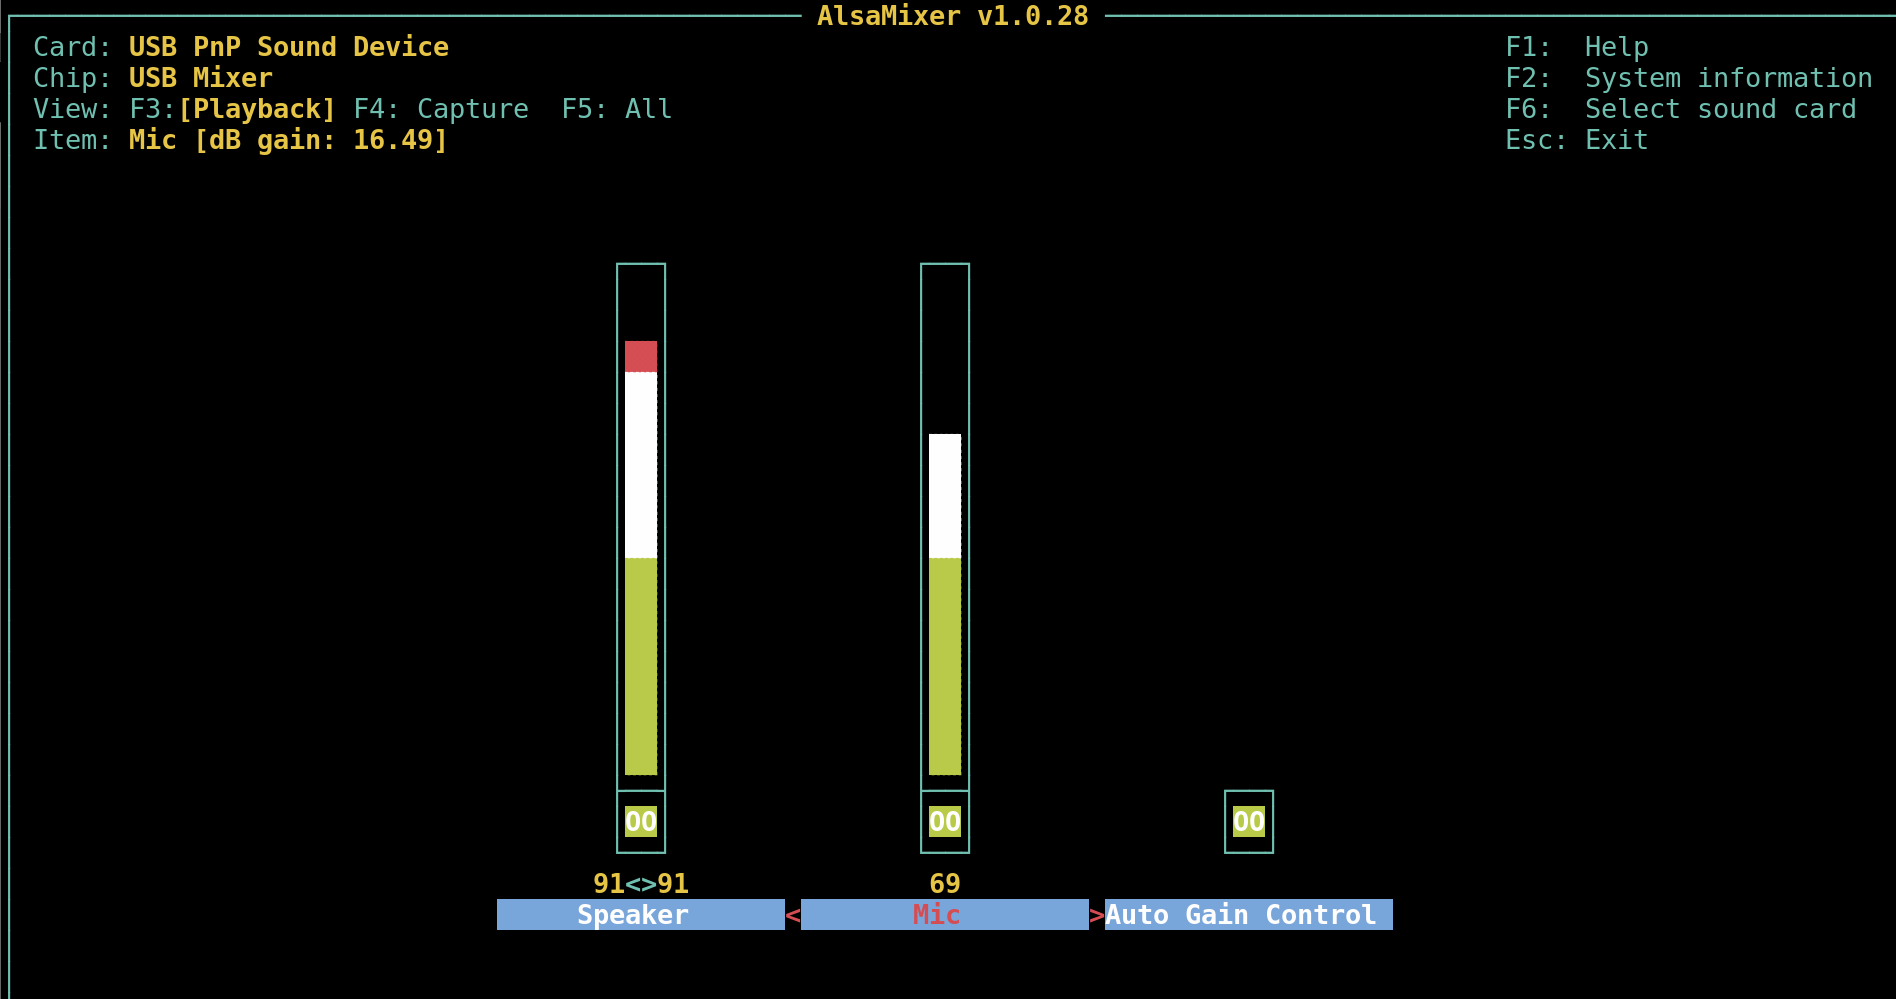 AlsaMixer v1.0.28
Card: USB PnP Sound Device F1: Help
Chip: USB Mixer F2: System information
View: F3:[Playback] F4: Capture F5: All F6: Select sound card
Item: Mic [dB gain: 16.49] Esc: Exit
OO OO OO
91<>91 69
Speaker < Mic >Auto Gain Control